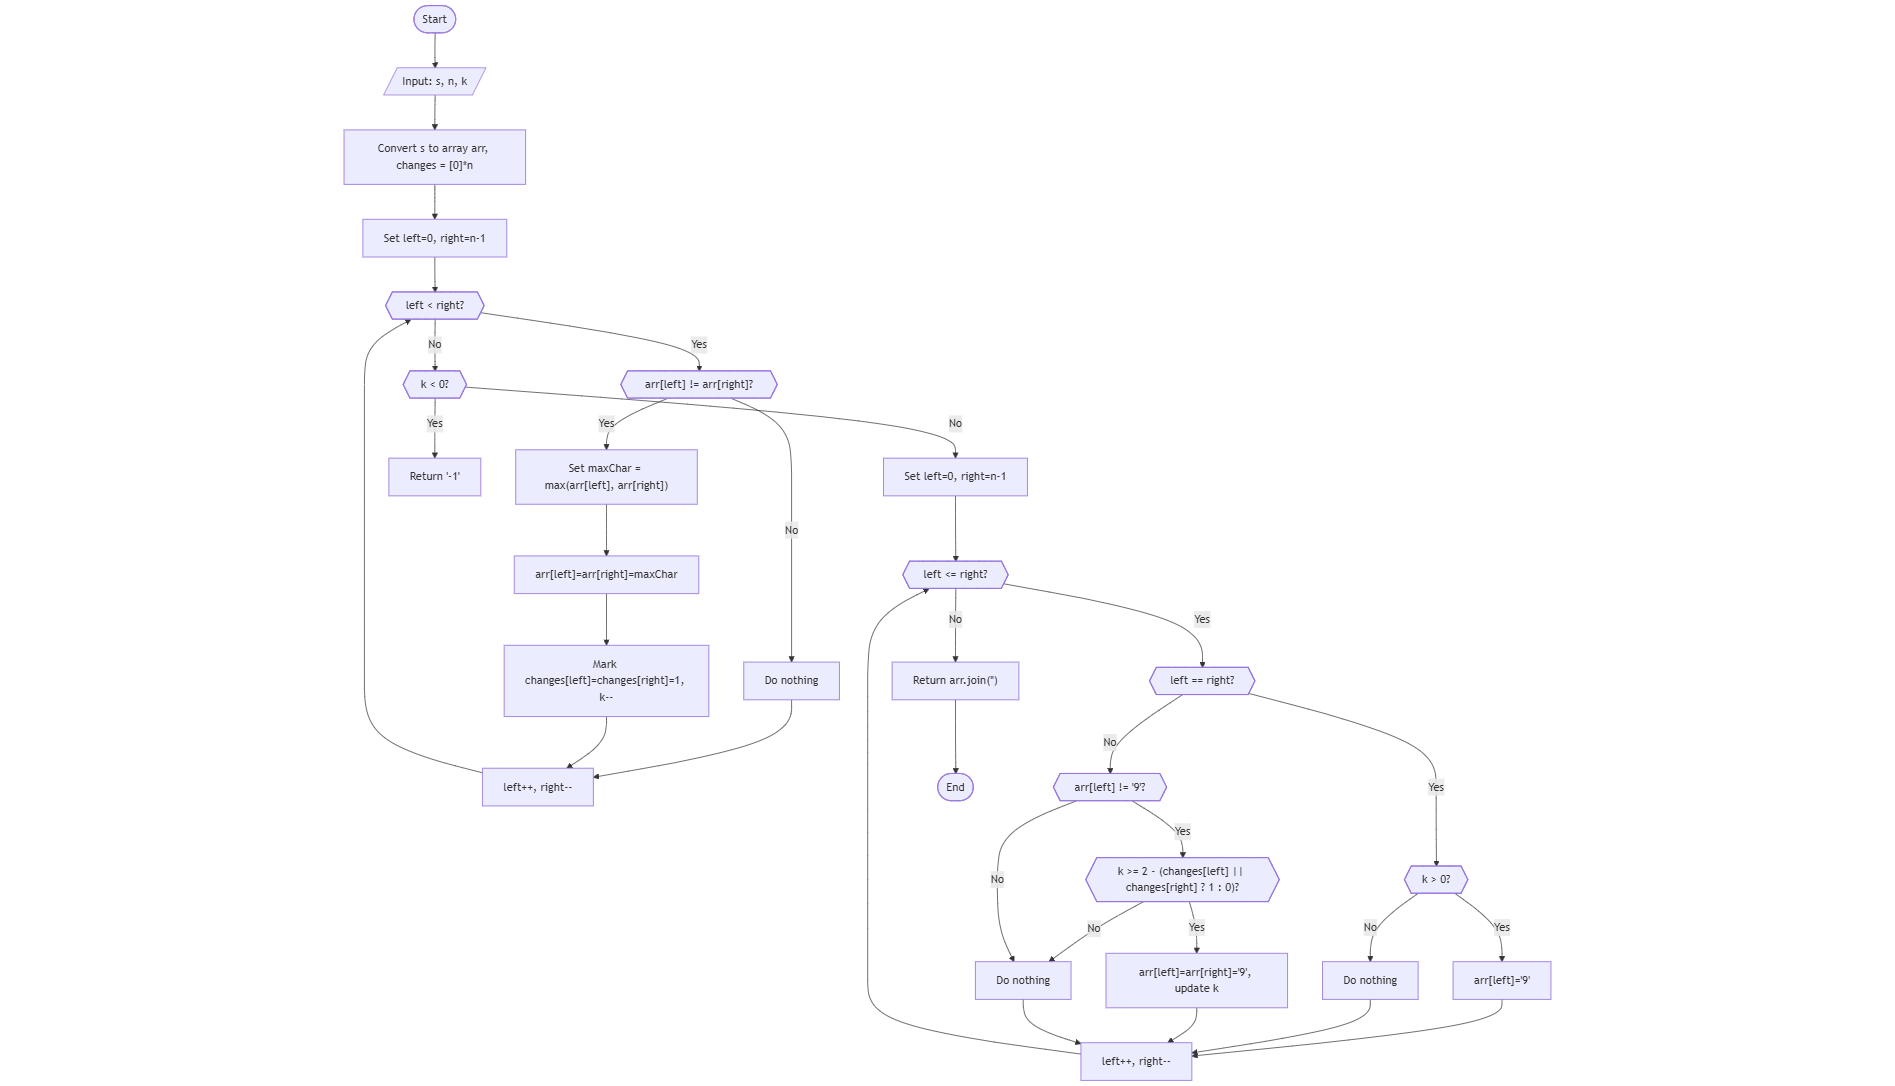 Start
Input: s, n, k
Convert s to array arr,
changes = [0]*n
Set left=0, right=n-1
left < right?
No
Yes
k < 0?
arr[left] != arr[right]?
Yes
Yes
No
Return '-1'
Set maxChar =
max(arr[left], arr[right])
Set left=0, right=n-1
No
arr[left]=arr[right]=maxChar
left <= right?
No
Yes
Mark
changes[left]=changes[right]=1,
k--
Do nothing
Return arr.join('')
left == right?
No
left++, right--
End
arr[left] != '9'?
Yes
Yes
No
k >= 2 - (changes[left] ||
changes[right] ? 1 : 0)?
k > 0?
No
Yes
No
Yes
Do nothing
arr[left]=arr[right]='9',
update k
Do nothing
arr[left]='9'
left++, right--